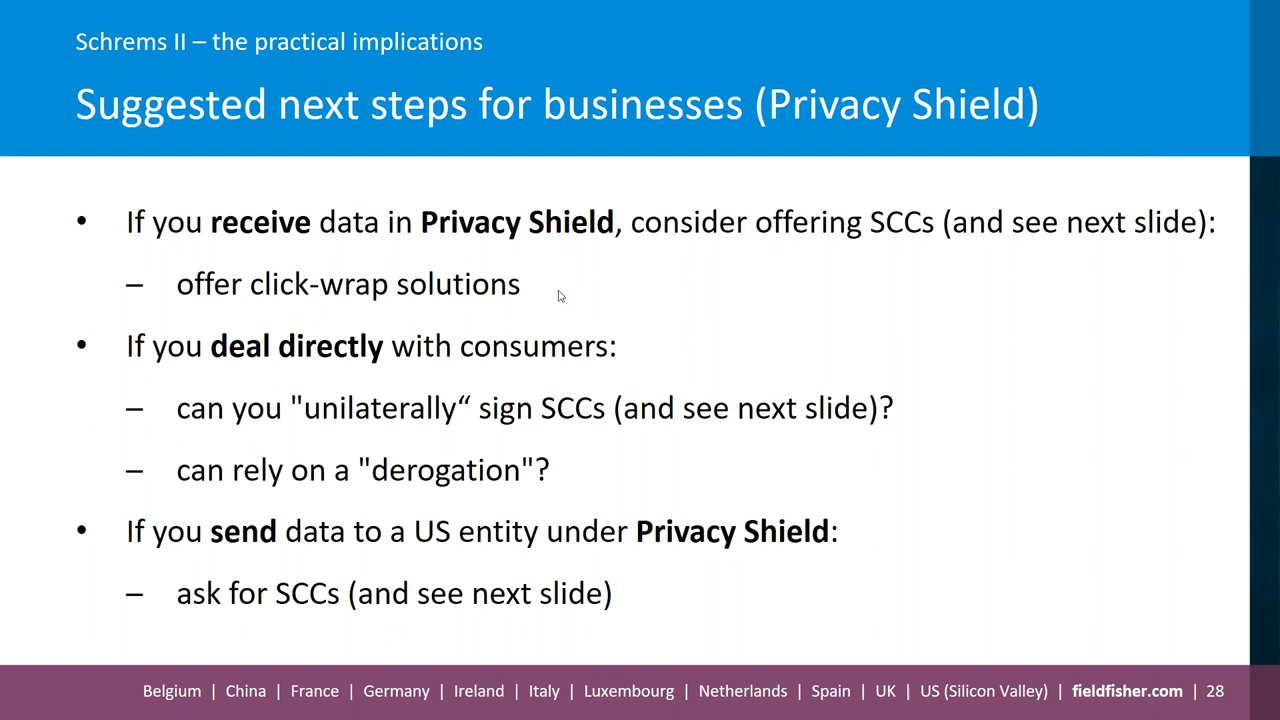 Schrems II – the practical implications
Suggested next steps for businesses (Privacy Shield)
• If you receive data in Privacy Shield, consider offering SCCs (and see next slide):
– offer click-wrap solutions
• If you deal directly with consumers:
– can you "unilaterally“ sign SCCs (and see next slide)?
– can rely on a "derogation"?
• If you send data to a US entity under Privacy Shield:
– ask for SCCs (and see next slide)
Belgium | China | France | Germany | Ireland | Italy | Luxembourg | Netherlands | Spain | UK | US (Silicon Valley) | fieldfisher.com | 28